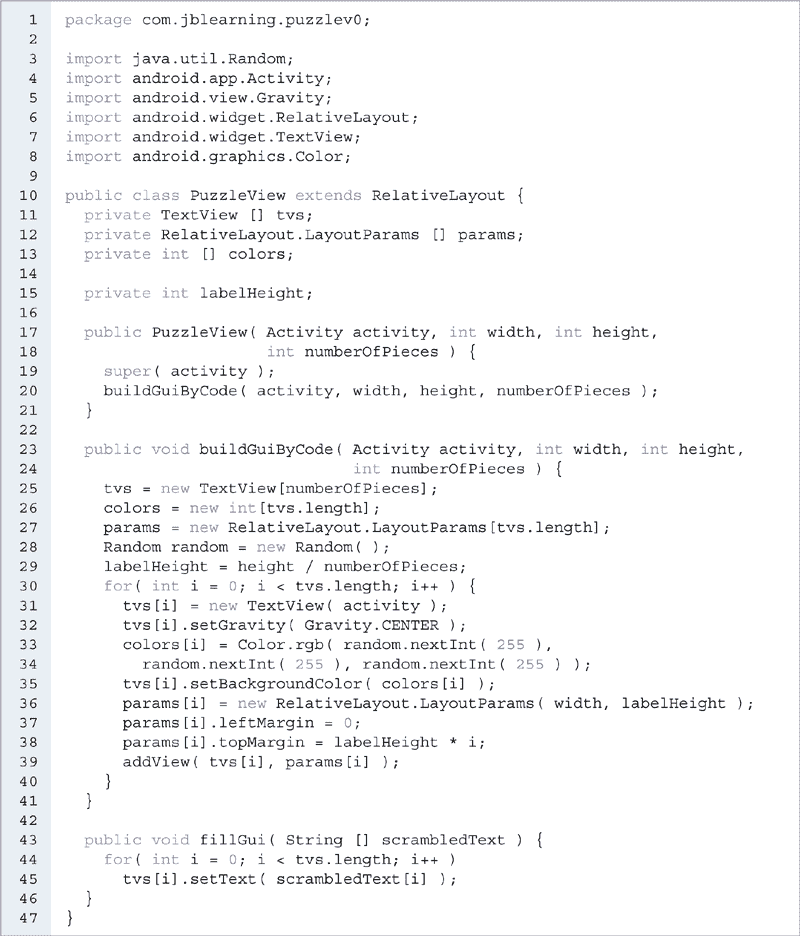 1 package com.jblearning.puzzlev0;
2
3 import java.util.Random;
4 import android.app.Activity;
5 import android.view.Gravity;
6 import android.widget.RelativeLayout;
7 import android.widget.TextView;
8 import android.graphics.Color;
9
10 public class PuzzleView extends RelativeLayout {
11   private TextView [] tvs;
12   private RelativeLayout.LayoutParams [] params;
13   private int [] colors;
14
15   private int labelHeight;
16
17   public PuzzleView( Activity activity, int width, int height,
18                      int numberOfPieces ) {
19     super( activity );
20     buildGuiByCode( activity, width, height, numberOfPieces );
21   }
22
23   public void buildGuiByCode( Activity activity, int width, int height,
24                               int numberOfPieces ) {
25     tvs = new TextView[numberOfPieces];
26     colors = new int[tvs.length];
27     params = new RelativeLayout.LayoutParams[tvs.length];
28     Random random = new Random( );
29     labelHeight = height / numberOfPieces;
30     for( int i = 0; i < tvs.length; i++ ) {
31       tvs[i] = new TextView( activity );
32       tvs[i].setGravity( Gravity.CENTER );
33       colors[i] = Color.rgb( random.nextInt( 255 ),
34         random.nextInt( 255 ), random.nextInt( 255 ) );
35       tvs[i].setBackgroundColor( colors[i] );
36       params[i] = new RelativeLayout.LayoutParams( width, labelHeight );
37       params[i].leftMargin = 0;
38       params[i].topMargin = labelHeight * i;
39       addView( tvs[i], params[i] );
40     }
41   }
42
43   public void fillGui( String [] scrambledText ) {
44     for( int i = 0; i < tvs.length; i++ )
45       tvs[i].setText( scrambledText[i] );
46   }
47 }